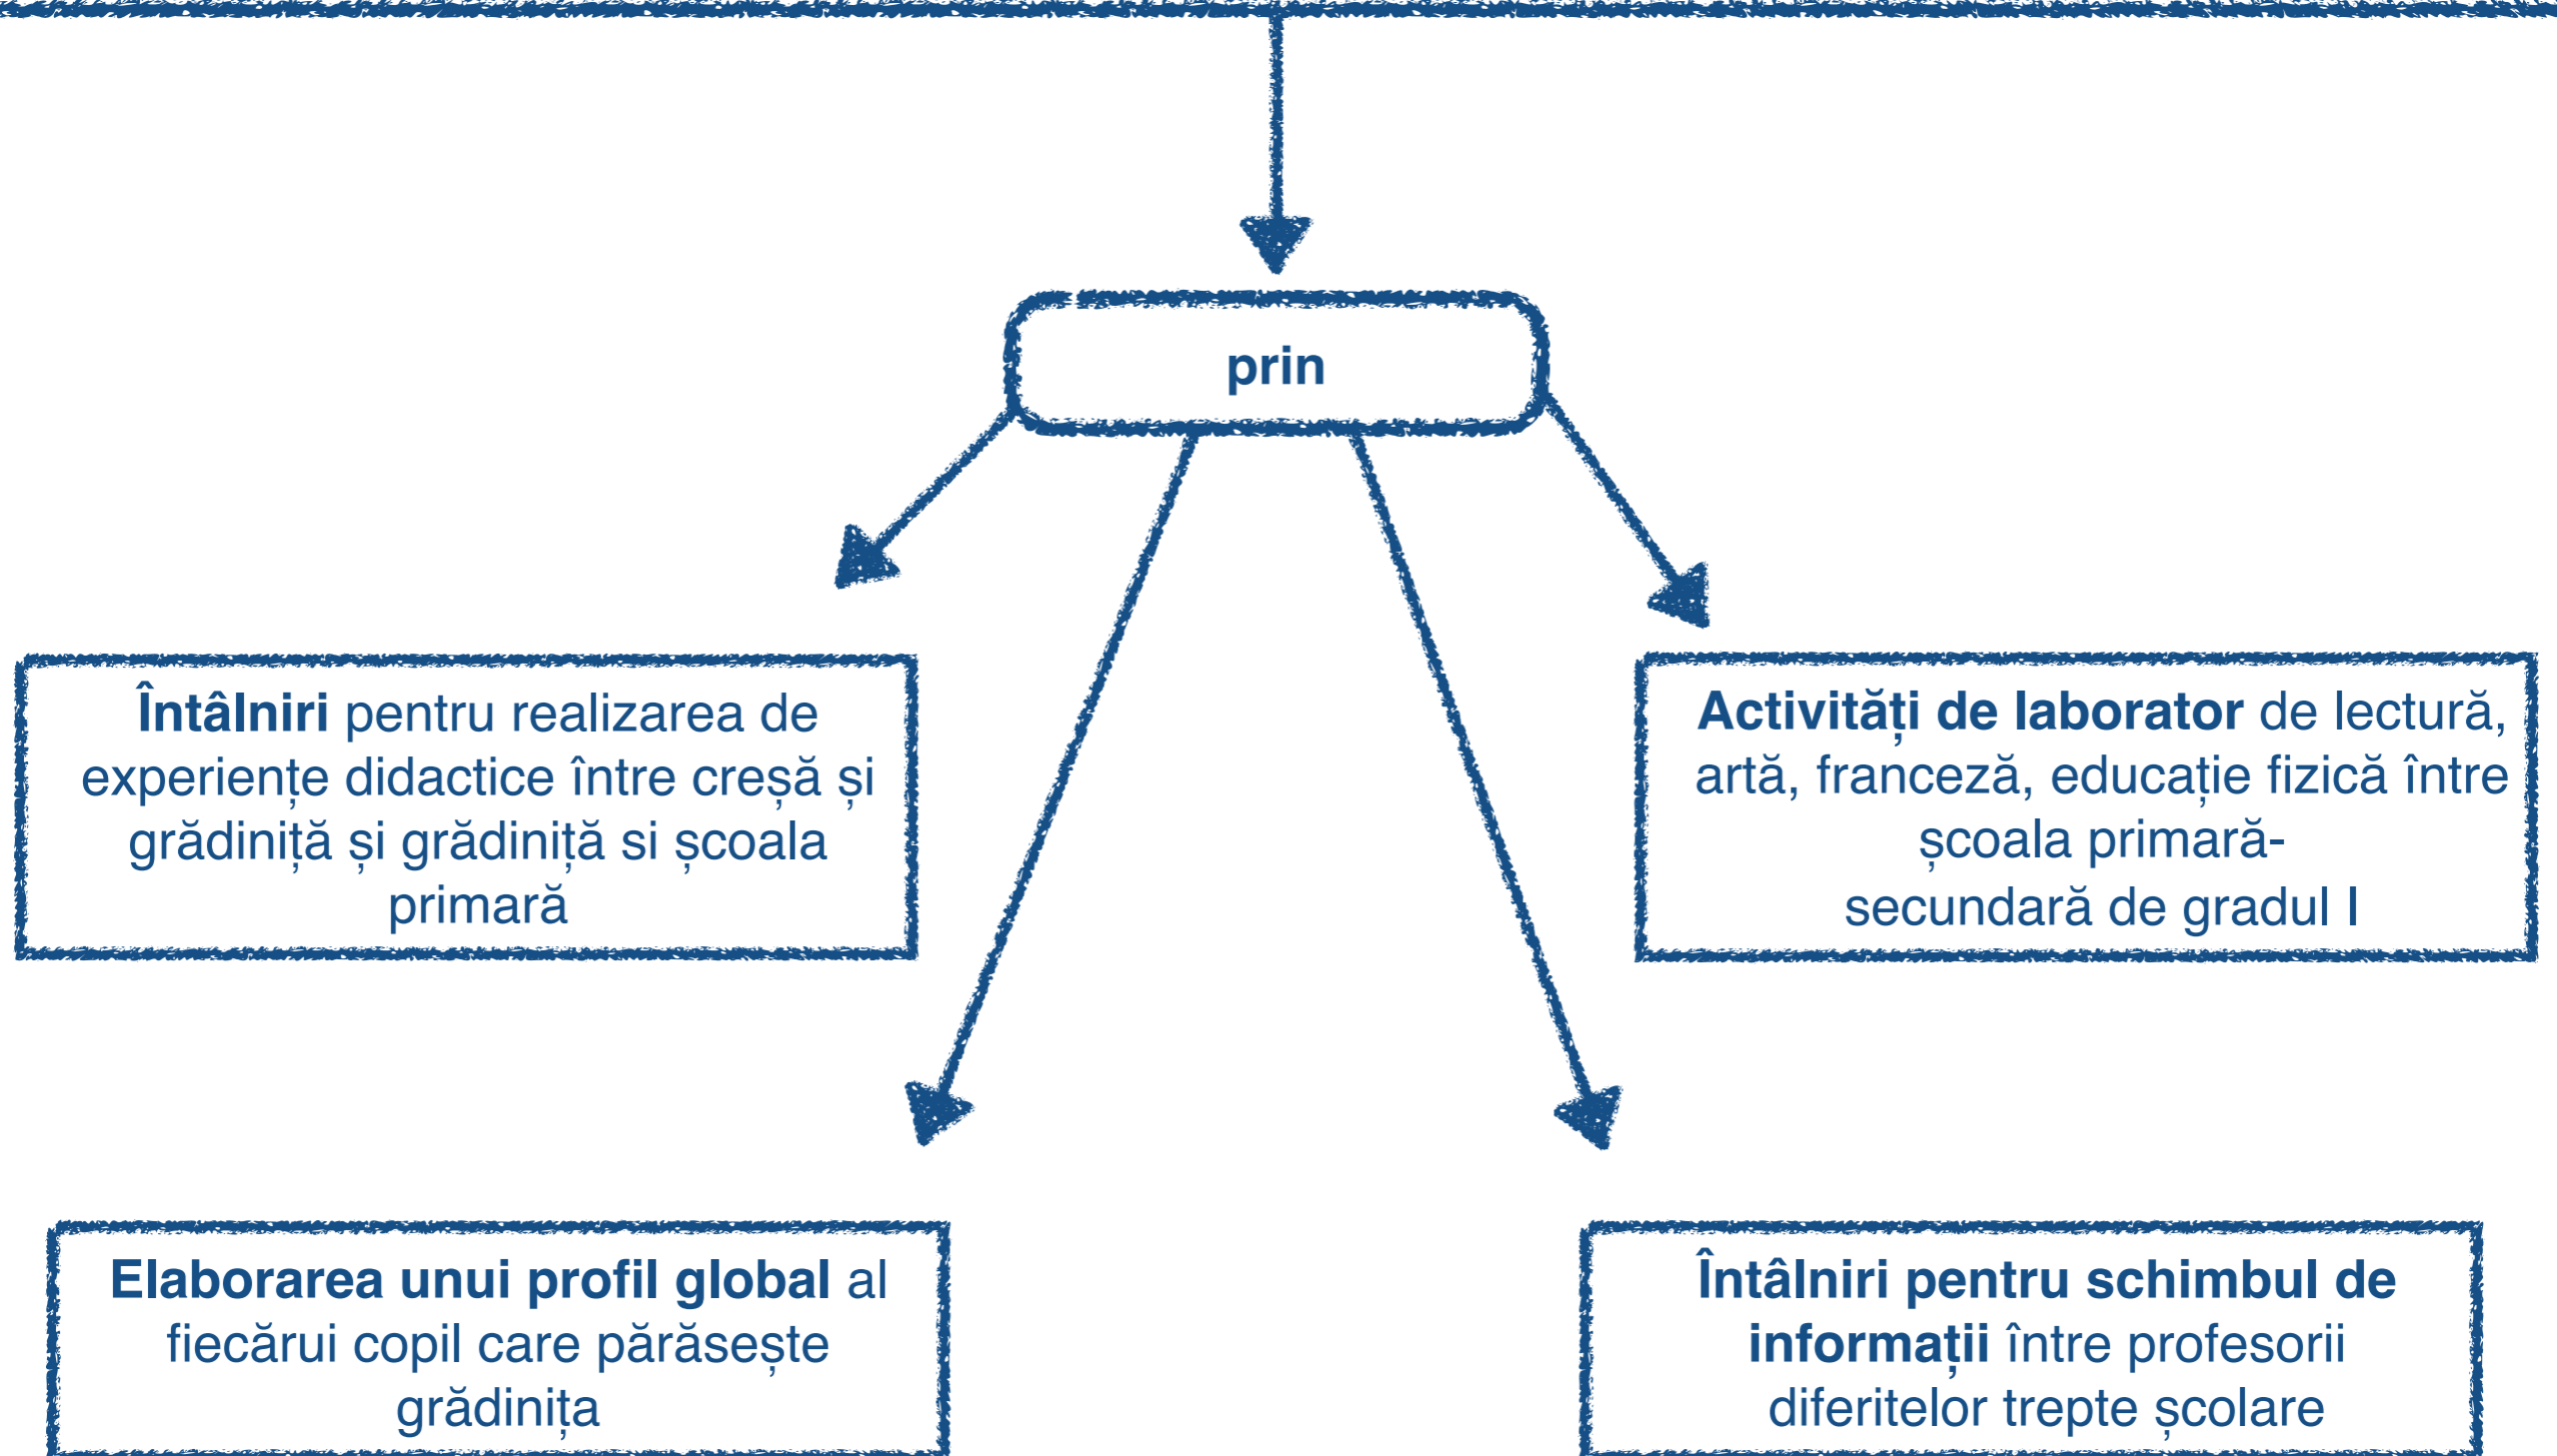 prin
Întâlniri pentru realizarea de
experiențe didactice între creșă și
grădiniță și grădiniță si școala
primară
Activități de laborator de lectură,
artă, franceză, educație fizică între
școala primară-
secundară de gradul I
Elaborarea unui profil global al
fiecărui copil care părăsește
grădinița
Întâlniri pentru schimbul de
informații între profesorii
diferitelor trepte școlare